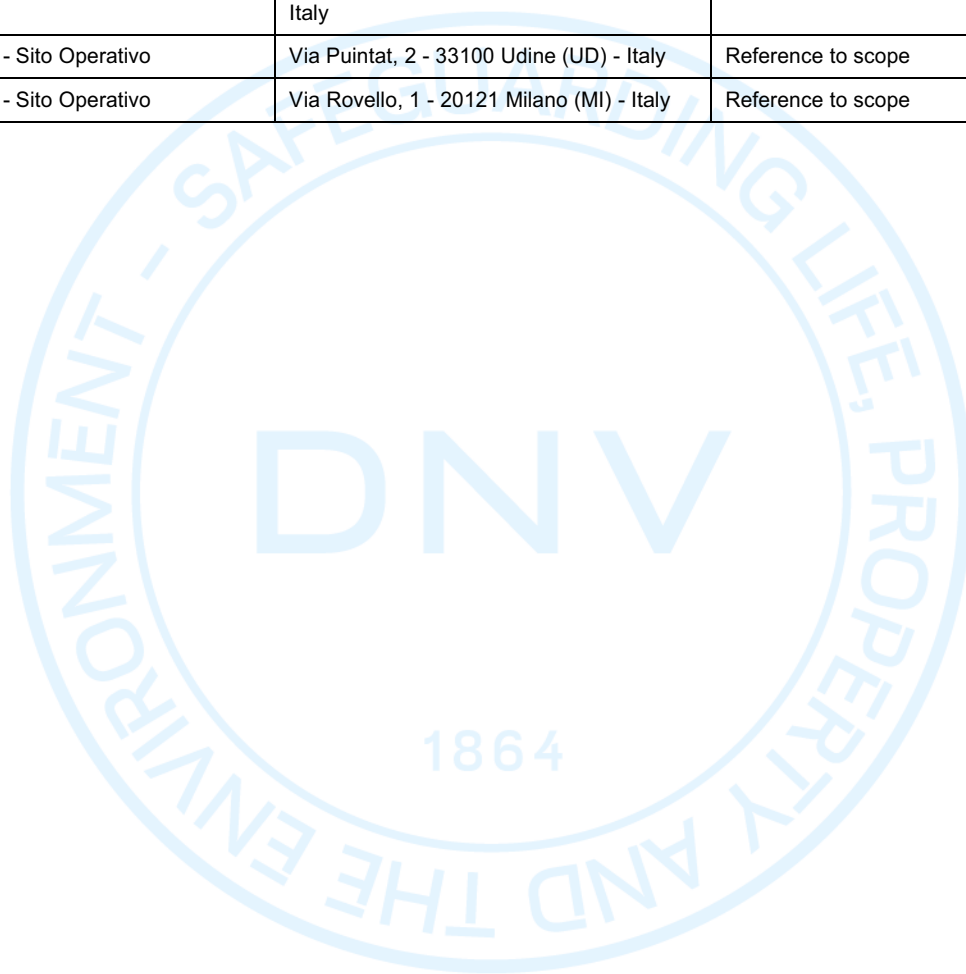 Italy
- Sito Operativo Via Puintat, 2 - 33100 Udine (UD) - Italy Reference to scope
- Sito Operativo Via Rovello, 1 - 20121 Milano (MI) - Italy Reference to scope
SAFEGUARDING LIFE, PROPERTY AND THE ENVIRONMENT -
DNV
1864